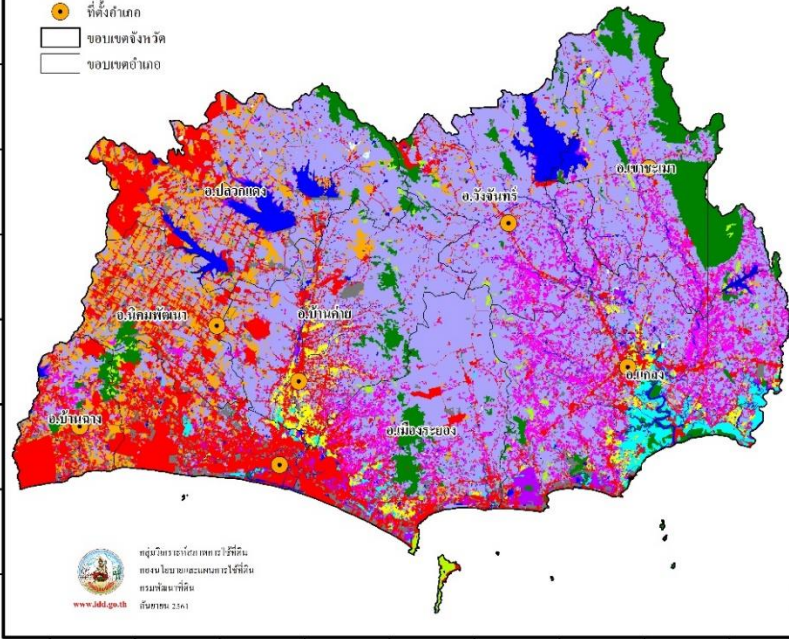 ที่ตั้งอำเภอ
ขอบเขตจังหวัด
ขอบเขตอำเภอ
อ.เขาชะเมา
อ.ปลวกแดง
อ.วังจันทร์
อ.นิคมพัฒนา
อ.บ้านค่าย
อ.แกลง
อ.บ้านฉาง
อ.เมืองระยอง
กลุ่มวิเคราะห์สภาพการใช้ที่ดิน
กองนโยบายและแผนการใช้ที่ดิน
กรมพัฒนาที่ดิน
www.ldd.go.th
กันยายน 2561